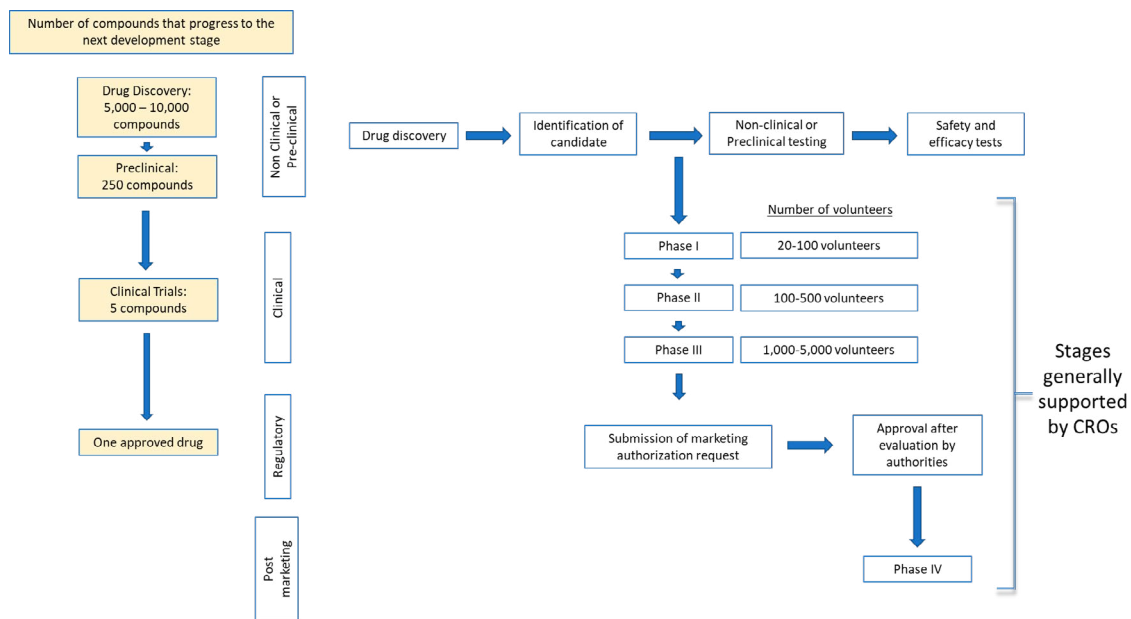 Number of compounds that progress to the
next development stage
Drug Discovery:
5,000 – 10,000
compounds
Preclinical:
250 compounds
Clinical Trials:
5 compounds
One approved drug
Non Clinical or
Pre-clinical
Clinical
Regulatory
Post
marketing
Drug discovery
Identification of
candidate
Non-clinical or
Preclinical testing
Safety and
efficacy tests
Number of volunteers
Phase I
20-100 volunteers
Phase II
100-500 volunteers
Phase III
1,000-5,000 volunteers
Submission of marketing
authorization request
Approval after
evaluation by
authorities
Phase IV
Stages
generally
supported
by CROs